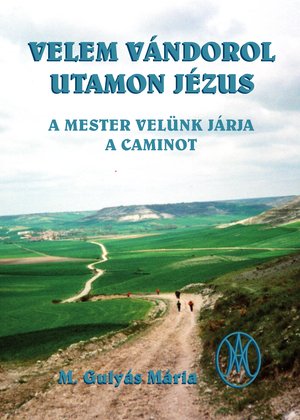 VELEM VÁNDOROL
UTAMON JÉZUS
A MESTER VELÜNK JÁRJA
A CAMINOT
M. Gulyás Mária